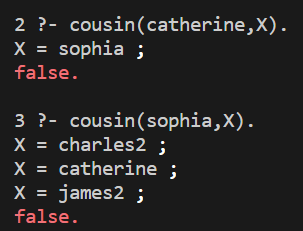 2 ?- cousin(catherine,X).
X = sophia ;
false.
3 ?- cousin(sophia,X).
X = charles2 ;
X = catherine ;
X = james2 ;
false.